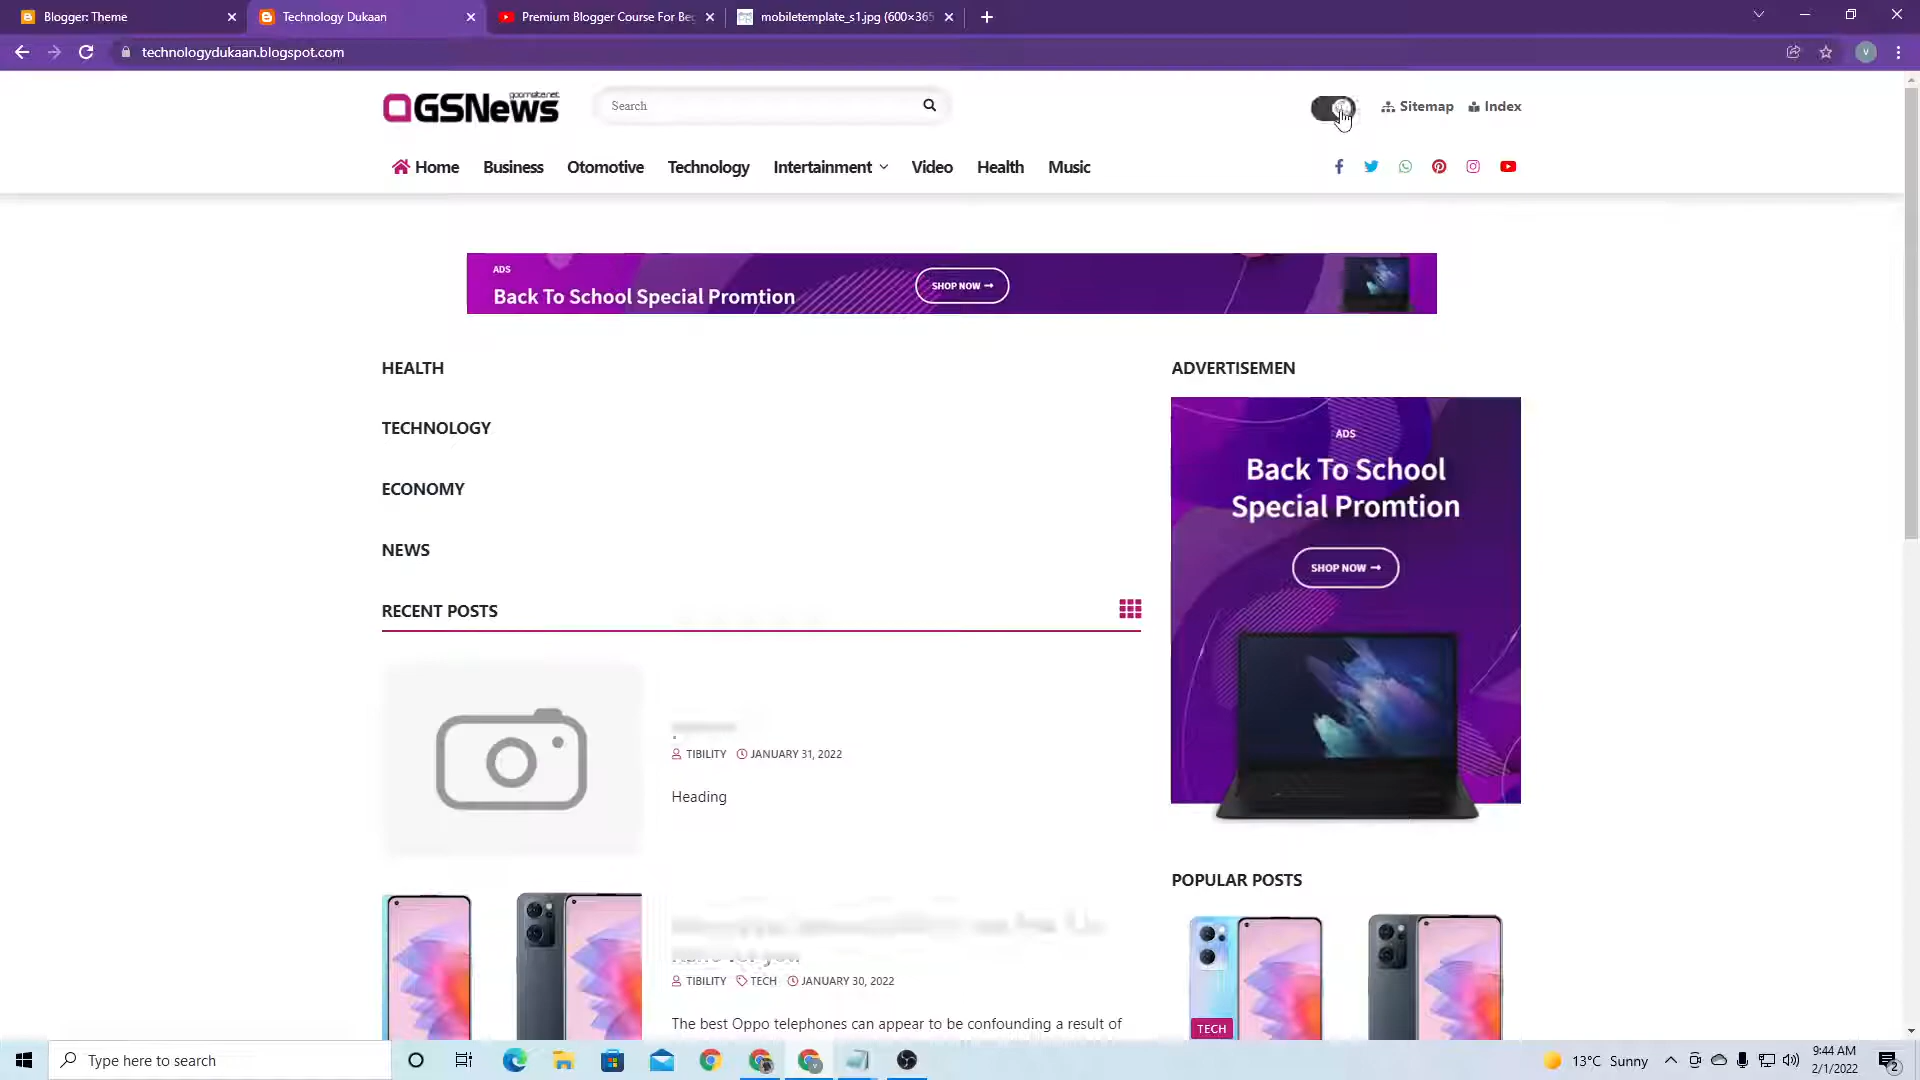 Blogger: Theme
Technology Dukaan
Premium Blogger Course For Be
mobiletemplate_s1.jpg (600×365
technologydukaan.blogspot.com
V
GSNews
goomsite.net
Search
Sitemap
Index
Home
Business
Otomotive
Technology
Intertainment
Video
Health
Music
ADS
Back To School Special Promtion
SHOP NOW
HEALTH
TECHNOLOGY
ECONOMY
NEWS
RECENT POSTS
TIBILITY
JANUARY 31, 2022
Heading
TIBILITY
TECH
JANUARY 30, 2022
The best Oppo telephones can appear to be confounding a result of
ADVERTISEMEN
ADS
Back To School
Special Promtion
SHOP NOW
POPULAR POSTS
TECH
Type here to search
13°C Sunny
9:44 AM
2/1/2022
2